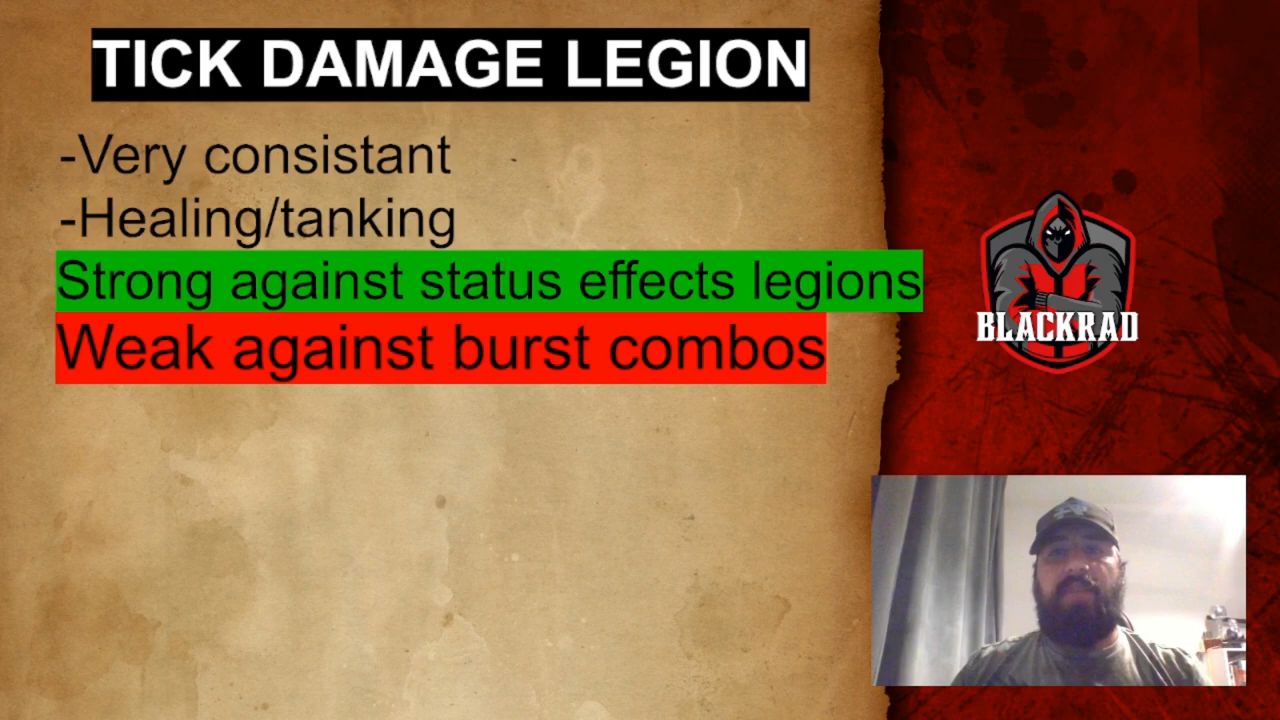 TICK DAMAGE LEGION
-Very consistant
-Healing/tanking
Strong against status effects legions
Weak against burst combos
BLACKRAD